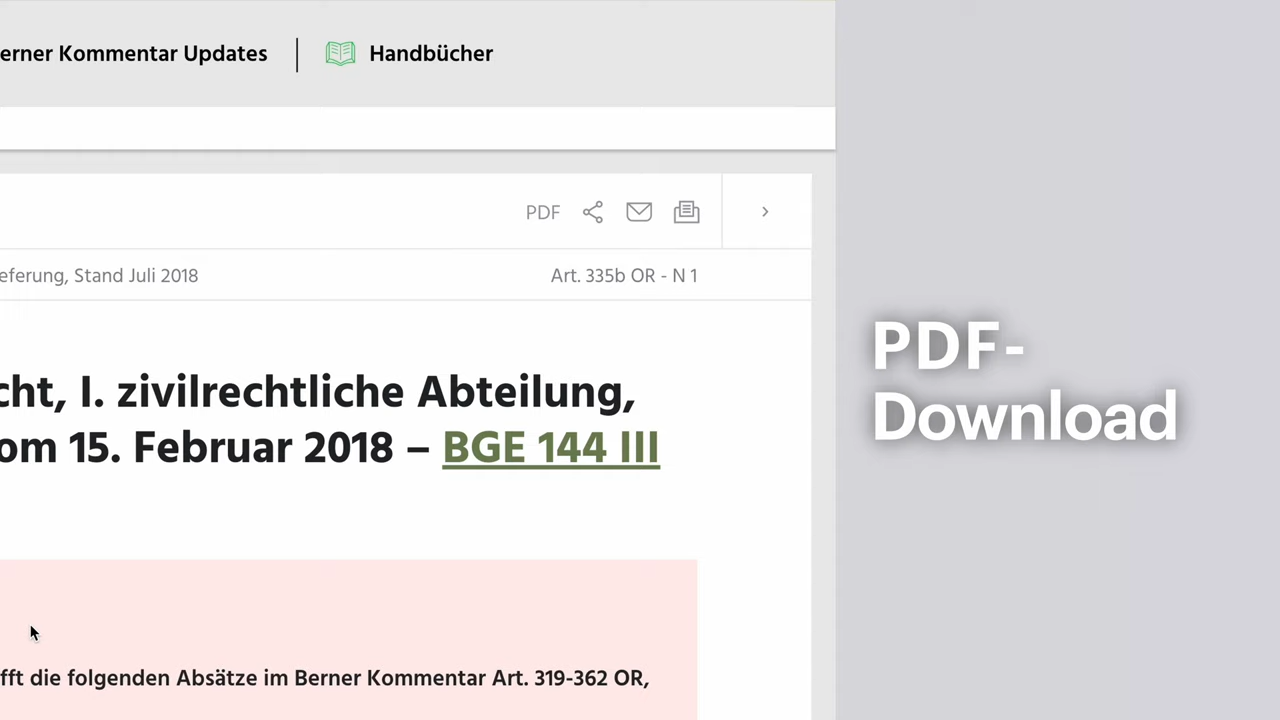 erner Kommentar Updates | Handbücher
PDF
eferung, Stand Juli 2018 Art. 335b OR - N 1
cht, I. zivilrechtliche Abteilung,
om 15. Februar 2018 – BGE 144 III
fft die folgenden Absätze im Berner Kommentar Art. 319-362 OR,
PDF-
Download